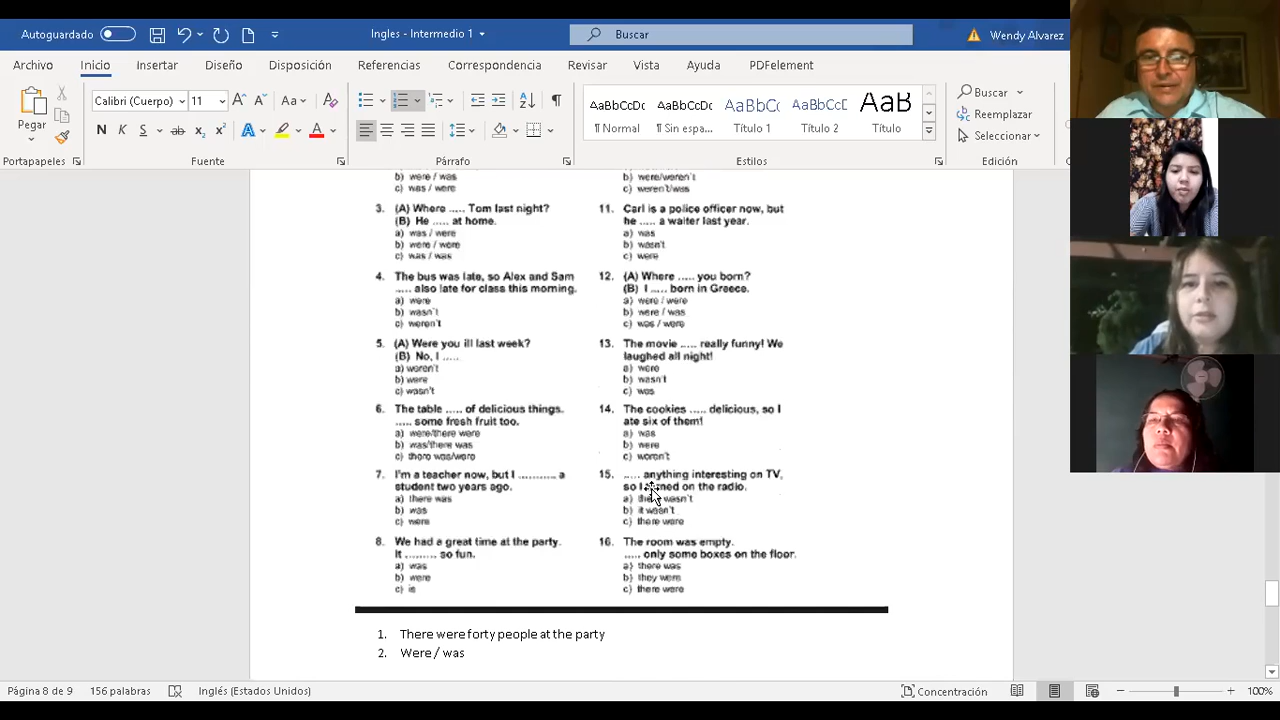 Autoguardado
Ingles - Intermedio 1
Buscar
Wendy Alvarez
Archivo
Inicio
Insertar
Diseño
Disposición
Referencias
Correspondencia
Revisar
Vista
Ayuda
PDFelement
Pegar
Calibri (Cuerpo)
11
AaBbCcDc
¶ Normal
AaBbCcDc
¶ Sin espa...
AaBbCc
Título 1
AaBbCcD
Título 2
AaB
Título
Buscar
Reemplazar
Seleccionar
Portapapeles
Fuente
Párrafo
Estilos
Edición
b) were / was
c) was / were
3. (A) Where ..... Tom last night?
(B) He ..... at home.
a) was / were
b) were / were
c) was / was
4. The bus was late, so Alex and Sam
..... also late for class this morning.
a) were
b) wasn't
c) weren't
5. (A) Were you ill last week?
(B) No, I .....
a) weren't
b) were
c) wasn't
6. The table ..... of delicious things.
..... some fresh fruit too.
a) were/there were
b) was/there was
c) there was/were
7. I'm a teacher now, but I ........... a
student two years ago.
a) there was
b) was
c) were
8. We had a great time at the party.
It ......... so fun.
a) was
b) were
c) is
b) were/weren't
c) weren't/was
11. Carl is a police officer now, but
he ..... a waiter last year.
a) was
b) wasn't
c) were
12. (A) Where ..... you born?
(B) I ..... born in Greece.
a) were / were
b) were / was
c) was / were
13. The movie ..... really funny! We
laughed all night!
a) were
b) wasn't
c) was
14. The cookies ..... delicious, so I
ate six of them!
a) was
b) were
c) weren't
15. ..... anything interesting on TV,
so I turned on the radio.
a) there wasn't
b) it wasn't
c) there were
16. The room was empty.
..... only some boxes on the floor.
a) there was
b) they were
c) there were
1. There were forty people at the party
2. Were / was
Página 8 de 9
156 palabras
Inglés (Estados Unidos)
Concentración
100%